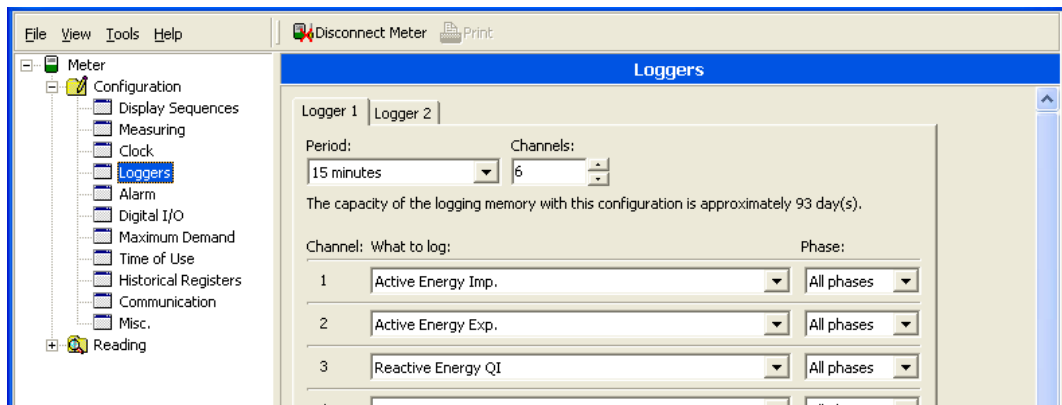 File View Tools Help
Disconnect Meter Print
Meter
Configuration
Display Sequences
Measuring
Clock
Loggers
Alarm
Digital I/O
Maximum Demand
Time of Use
Historical Registers
Communication
Misc.
Reading
Loggers
Logger 1 Logger 2
Period: Channels:
15 minutes 6
The capacity of the logging memory with this configuration is approximately 93 day(s).
Channel: What to log: Phase:
1 Active Energy Imp. All phases
2 Active Energy Exp. All phases
3 Reactive Energy QI All phases